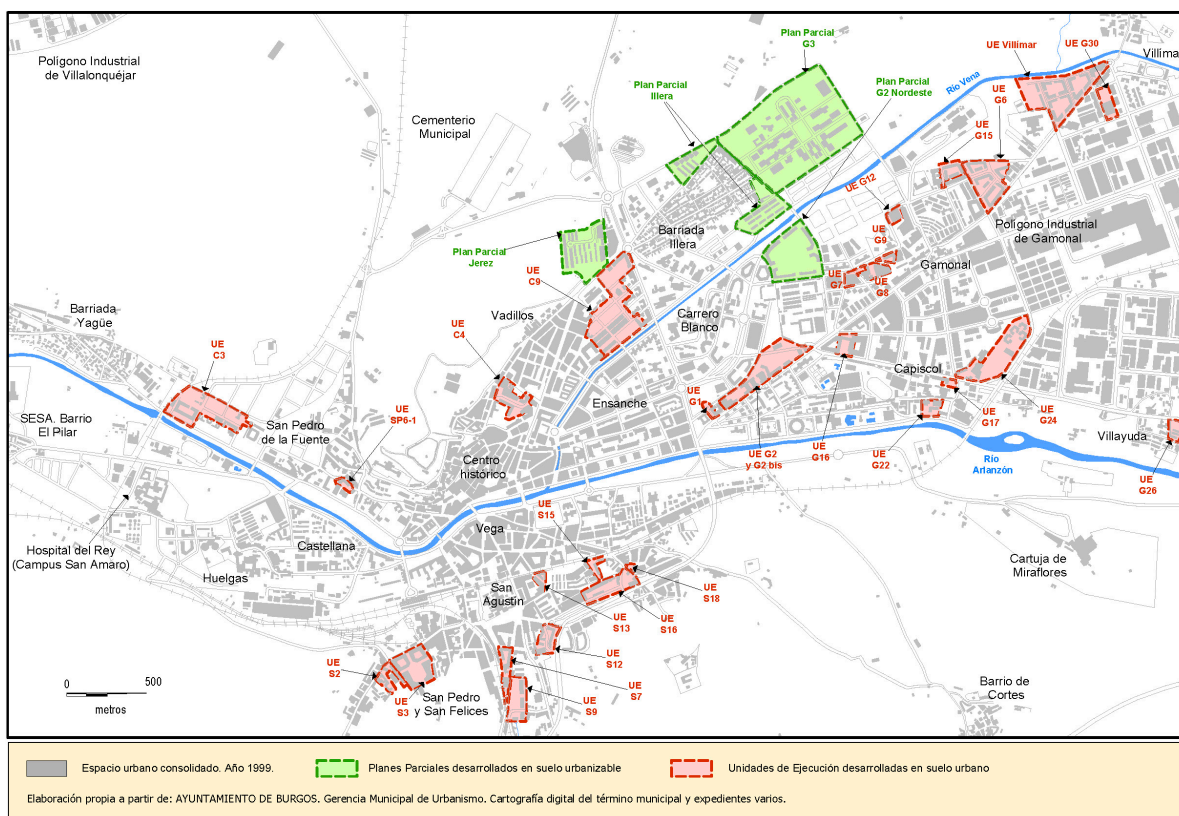 Polígono Industrial
de Villalonquéjar
Cementerio
Municipal
Plan Parcial
G3
Plan Parcial
Illera
Plan Parcial
G2 Nordeste
Río Vena
UE Villímar
UE G30
Villíma
UE
G6
UE
G15
UE G12
UE
G9
Polígono Industrial
de Gamonal
Barriada
Illera
Plan Parcial
Jerez
UE
C9
UE
G7
UE
G8
Gamonal
Barriada
Yagüe
Vadillos
Carrero
Blanco
UE
C4
UE
C3
Capiscol
Ensanche
UE
G1
SESA. Barrio
El Pilar
San Pedro
de la Fuente
UE
SP6-1
Centro
histórico
UE G2
y G2 bis
UE
G16
UE
G22
UE
G17
UE
G24
Villayuda
Río
Arlanzón
UE
G26
Hospital del Rey
(Campus San Amaro)
Castellana
Huelgas
Vega
UE
S15
San
Agustín
UE
S18
UE
S13
UE
S16
Cartuja de
Miraflores
UE
S12
UE
S2
UE
S3
San Pedro
y San Felices
UE
S9
UE
S7
Barrio de
Cortes
0 500
metros
Espacio urbano consolidado. Año 1999.
Planes Parciales desarrollados en suelo urbanizable
Unidades de Ejecución desarrolladas en suelo urbano
Elaboración propia a partir de: AYUNTAMIENTO DE BURGOS. Gerencia Municipal de Urbanismo. Cartografía digital del término municipal y expedientes varios.